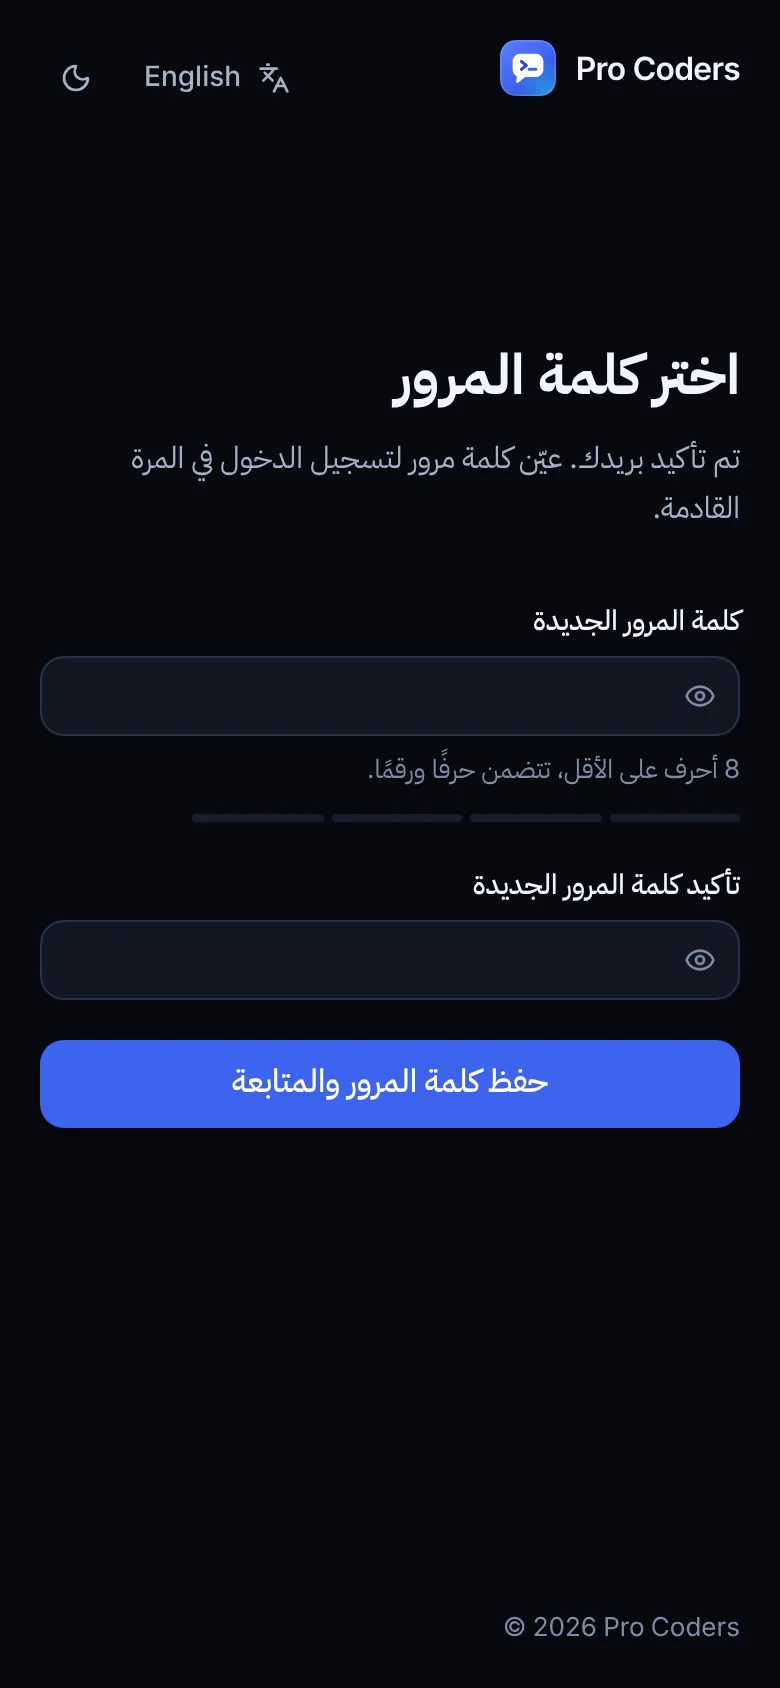 Pro Coders
English
اختر كلمة المرور
تم تأكيد بريدك. عيّن كلمة مرور لتسجيل الدخول في المرة
القادمة.
كلمة المرور الجديدة
8 أحرف على الأقل، تتضمن حرفًا ورقمًا.
تأكيد كلمة المرور الجديدة
حفظ كلمة المرور والمتابعة
© 2026 Pro Coders